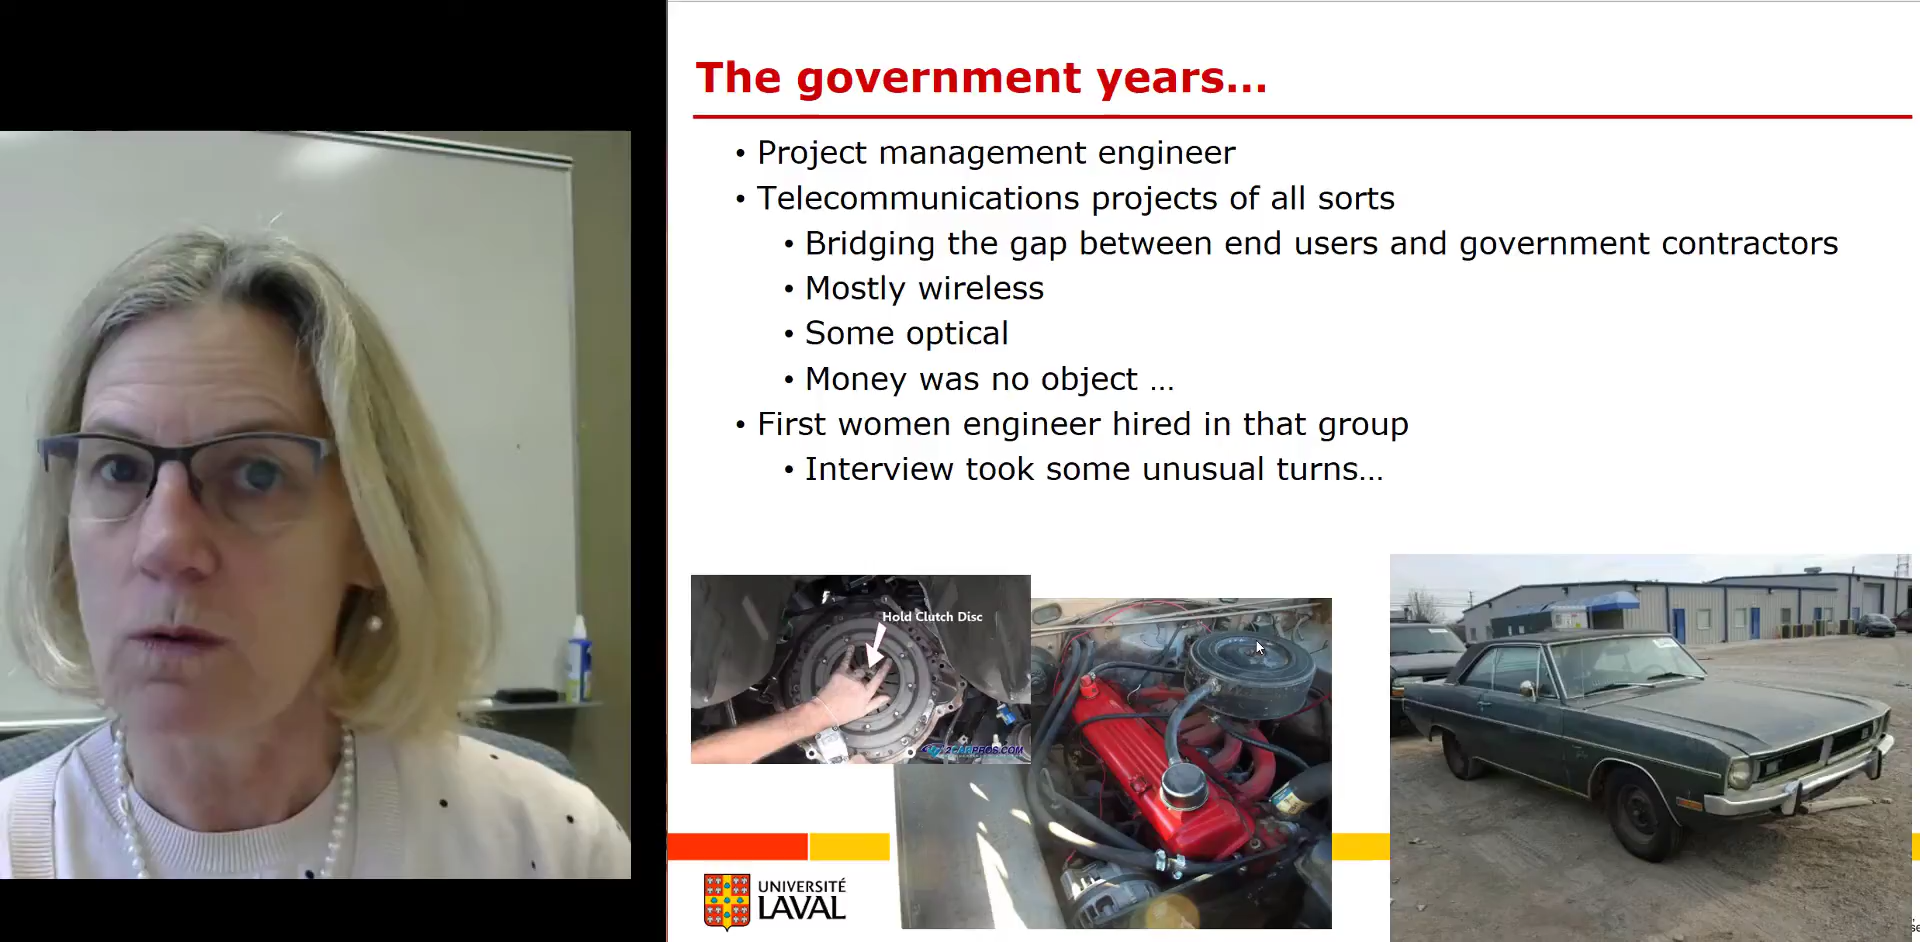 The government years...
• Project management engineer
• Telecommunications projects of all sorts
• Bridging the gap between end users and government contractors
• Mostly wireless
• Some optical
• Money was no object ...
• First women engineer hired in that group
• Interview took some unusual turns...
Hold Clutch Disc
UNIVERSITÉ
LAVAL